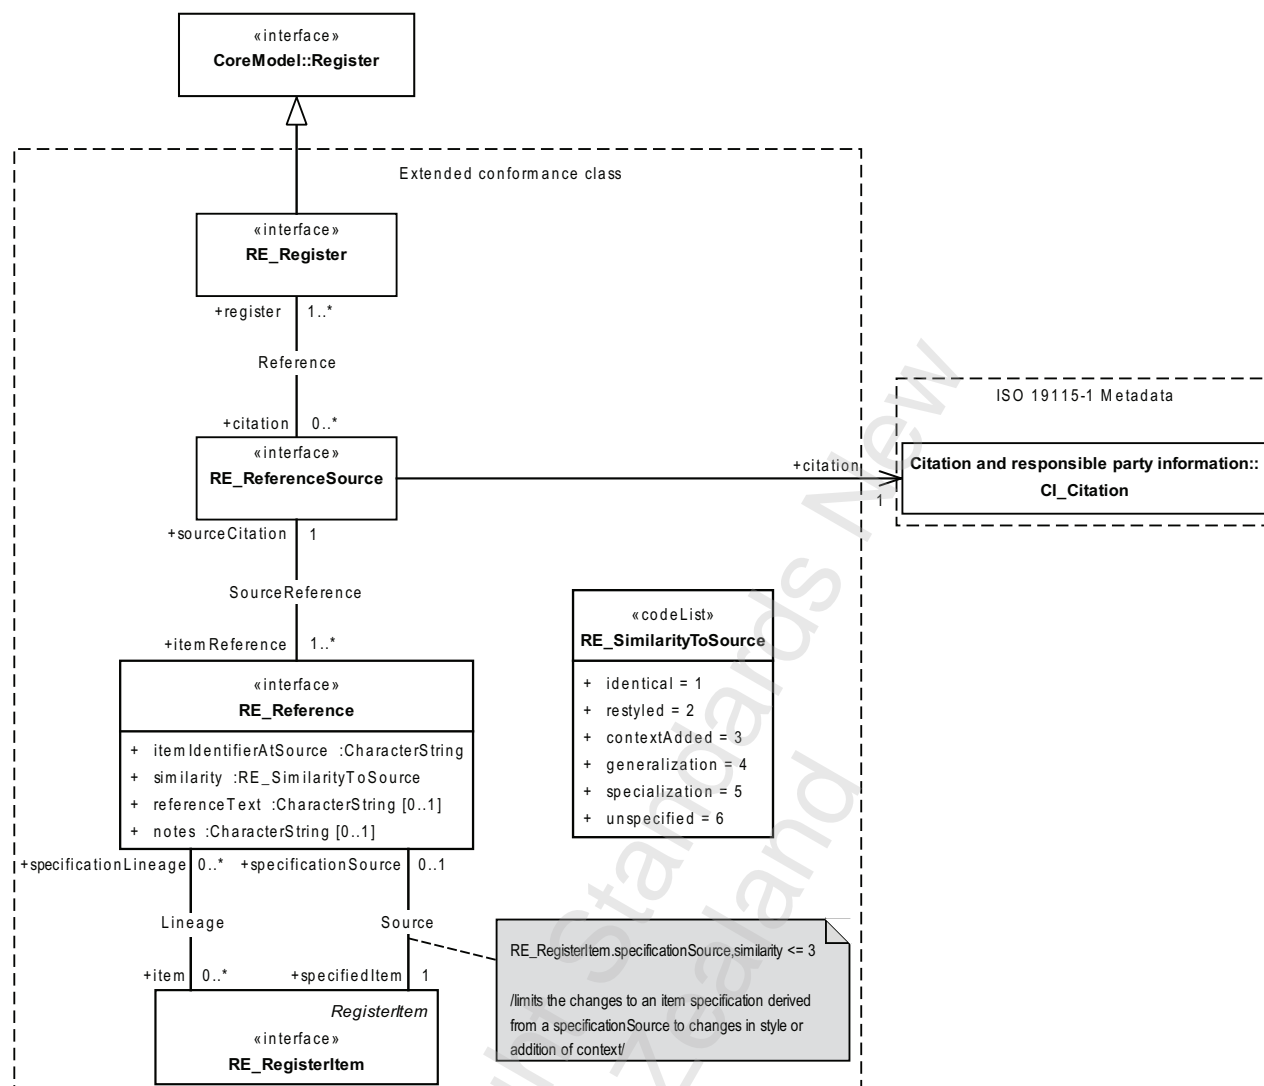 «interface»
CoreModel::Register
Extended conformance class
«interface»
RE_Register
+register 1..*
Reference
+citation 0..*
«interface»
RE_ReferenceSource
+citation
1
ISO 19115-1 Metadata
Citation and responsible party information::
CI_Citation
+sourceCitation 1
SourceReference
+itemReference 1..*
«interface»
RE_Reference
+ itemIdentifierAtSource :CharacterString
+ similarity :RE_SimilarityToSource
+ referenceText :CharacterString [0..1]
+ notes :CharacterString [0..1]
«codeList»
RE_SimilarityToSource
+ identical = 1
+ restyled = 2
+ contextAdded = 3
+ generalization = 4
+ specialization = 5
+ unspecified = 6
+specificationLineage 0..* +specificationSource 0..1
Lineage Source
+item 0..* +specifiedItem 1
RE_RegisterItem.specificationSource,similarity <= 3
/limits the changes to an item specification derived
from a specificationSource to changes in style or
addition of context/
RegisterItem
«interface»
RE_RegisterItem
Standards New
Zealand